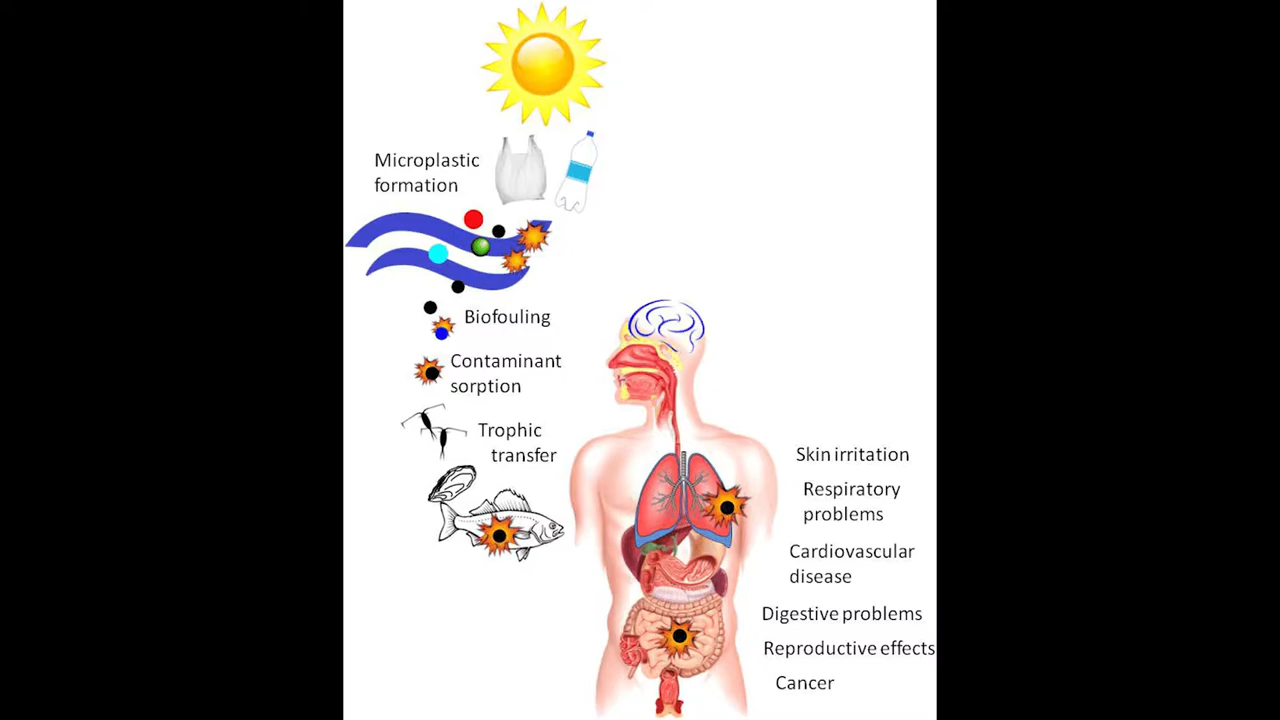 Microplastic
formation
Biofouling
Contaminant
sorption
Trophic
transfer
Skin irritation
Respiratory
problems
Cardiovascular
disease
Digestive problems
Reproductive effects
Cancer